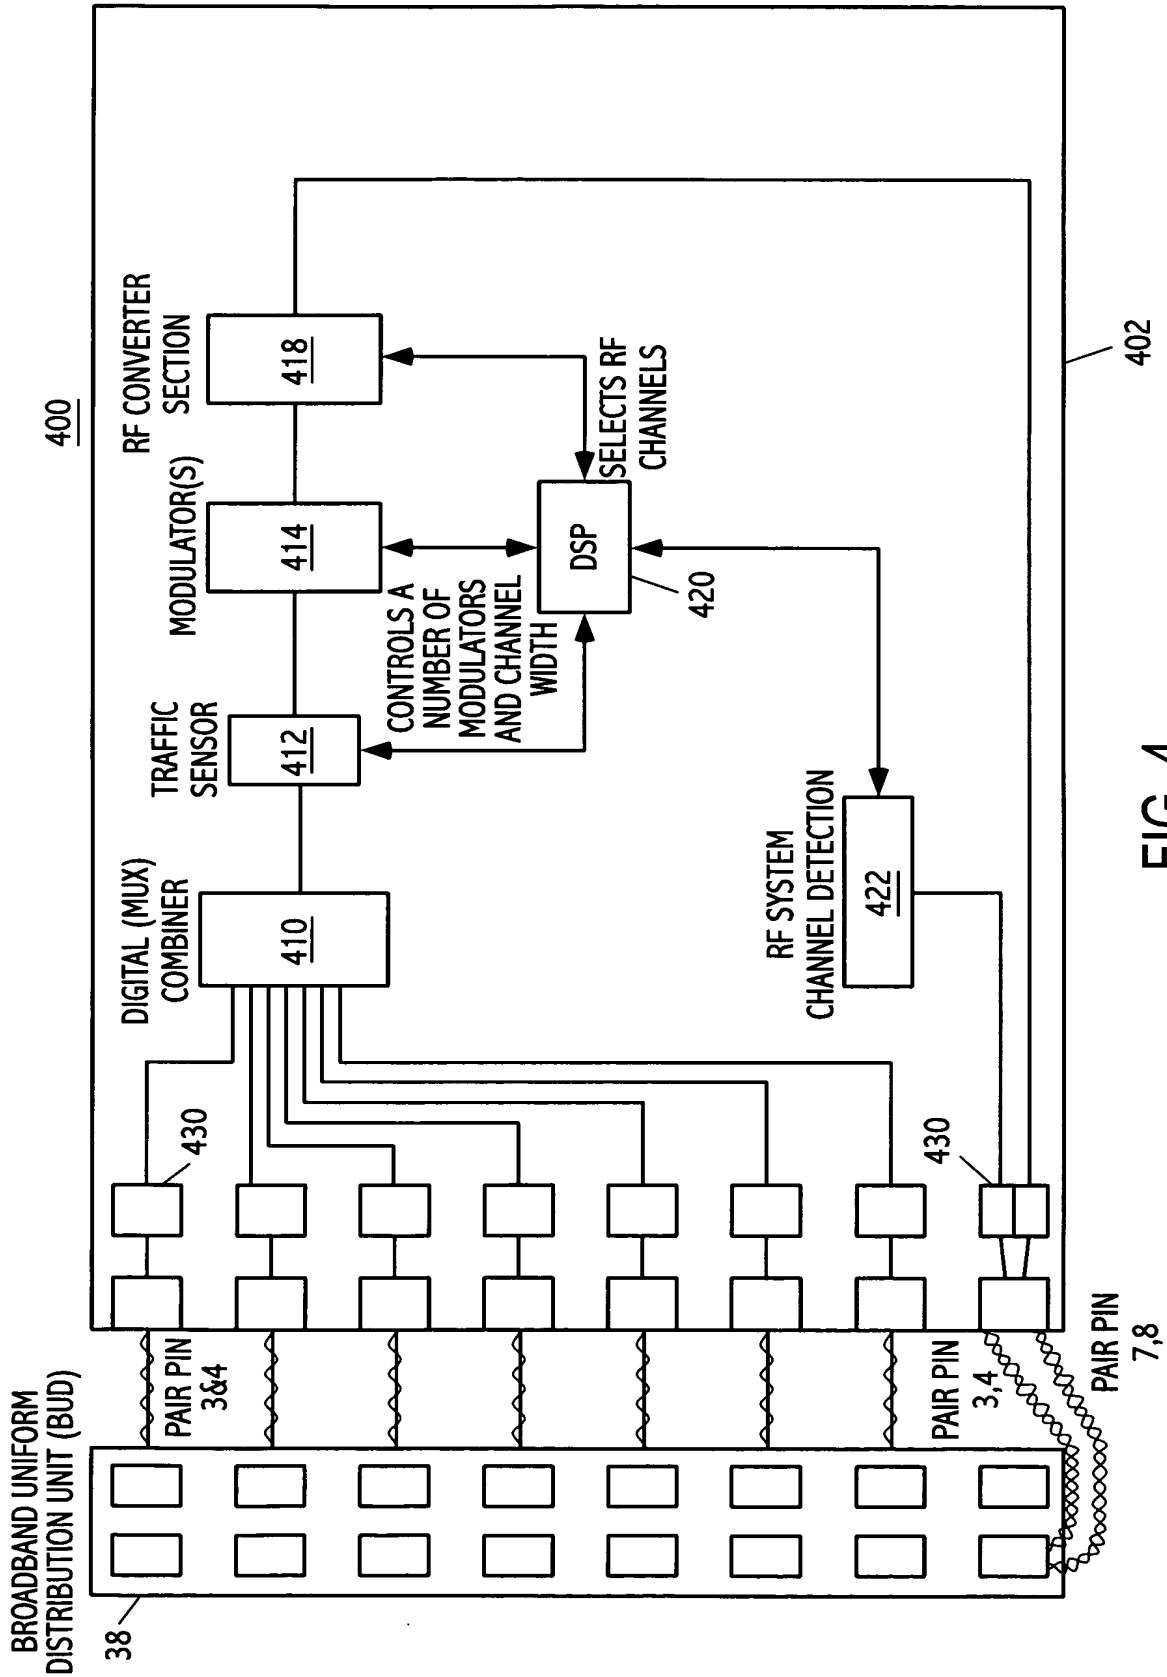 400
BROADBAND UNIFORM
DISTRIBUTION UNIT (BUD)
38
PAIR PIN
3&4
430
DIGITAL (MUX)
COMBINER
410
TRAFFIC
SENSOR
412
MODULATOR(S)
414
RF CONVERTER
SECTION
418
CONTROLS A
NUMBER OF
MODULATORS
AND CHANNEL
WIDTH
DSP
420
SELECTS RF
CHANNELS
RF SYSTEM
CHANNEL DETECTION
422
430
PAIR PIN
3,4
PAIR PIN
7,8
402
FIG. 4